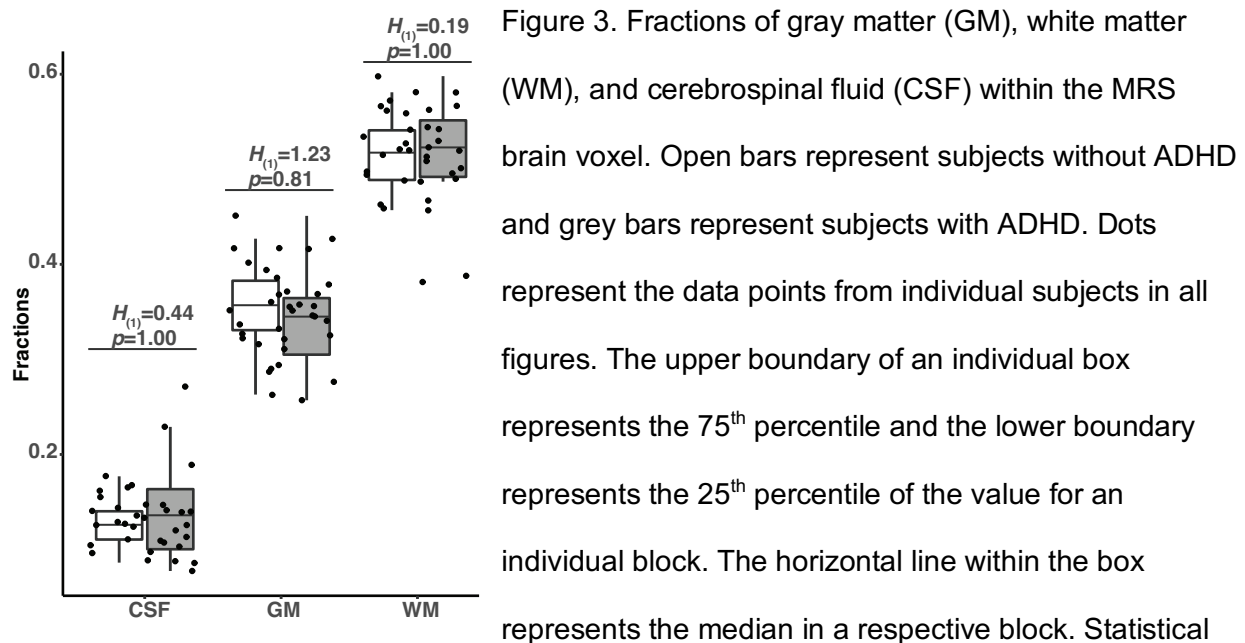 H(1)=0.19
p=1.00
0.6
H(1)=1.23
p=0.81
0.4
H(1)=0.44
p=1.00
Fractions
0.2
CSF GM WM
Figure 3. Fractions of gray matter (GM), white matter
(WM), and cerebrospinal fluid (CSF) within the MRS
brain voxel. Open bars represent subjects without ADHD
and grey bars represent subjects with ADHD. Dots
represent the data points from individual subjects in all
figures. The upper boundary of an individual box
represents the 75th percentile and the lower boundary
represents the 25th percentile of the value for an
individual block. The horizontal line within the box
represents the median in a respective block. Statistical